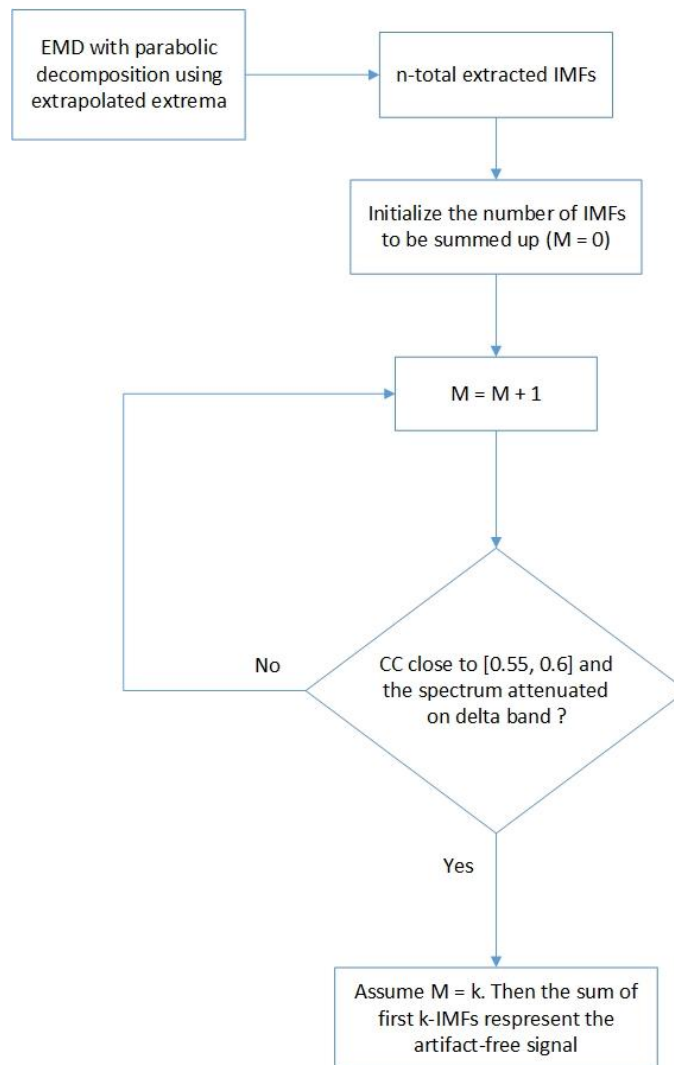 EMD with parabolic
decomposition using
extrapolated extrema
n-total extracted IMFs
Initialize the number of IMFs
to be summed up (M = 0)
M = M + 1
No
CC close to [0.55, 0.6] and
the spectrum attenuated
on delta band ?
Yes
Assume M = k. Then the sum of
first k-IMFs respresent the
artifact-free signal